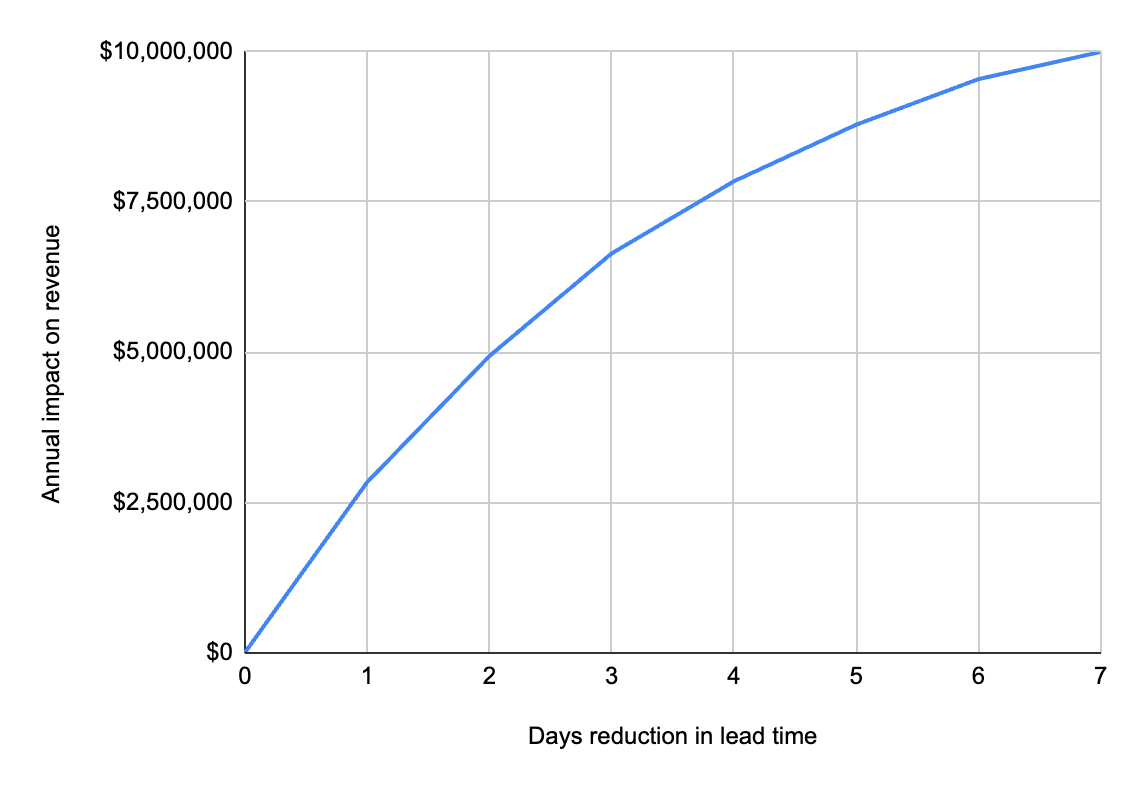 $10,000,000
$7,500,000
$5,000,000
$2,500,000
$0
Annual impact on revenue
0 1 2 3 4 5 6 7
Days reduction in lead time